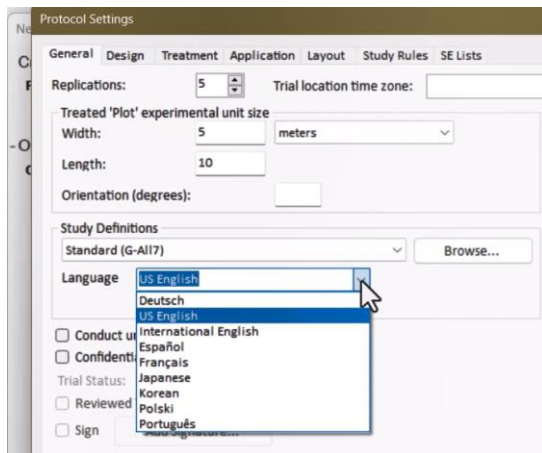 Protocol Settings
Ne
General Design Treatment Application Layout Study Rules SE Lists
Replications: 5 Trial location time zone:
Treated 'Plot' experimental unit size
Width: 5 meters
Length: 10
Orientation (degrees):
Study Definitions
Standard (G-All7) Browse...
Language US English
Deutsch
US English
International English
Conduct un
Español
Confidenti
Français
Trial Status:
Japanese
Korean
Reviewed
Polski
Sign
Português